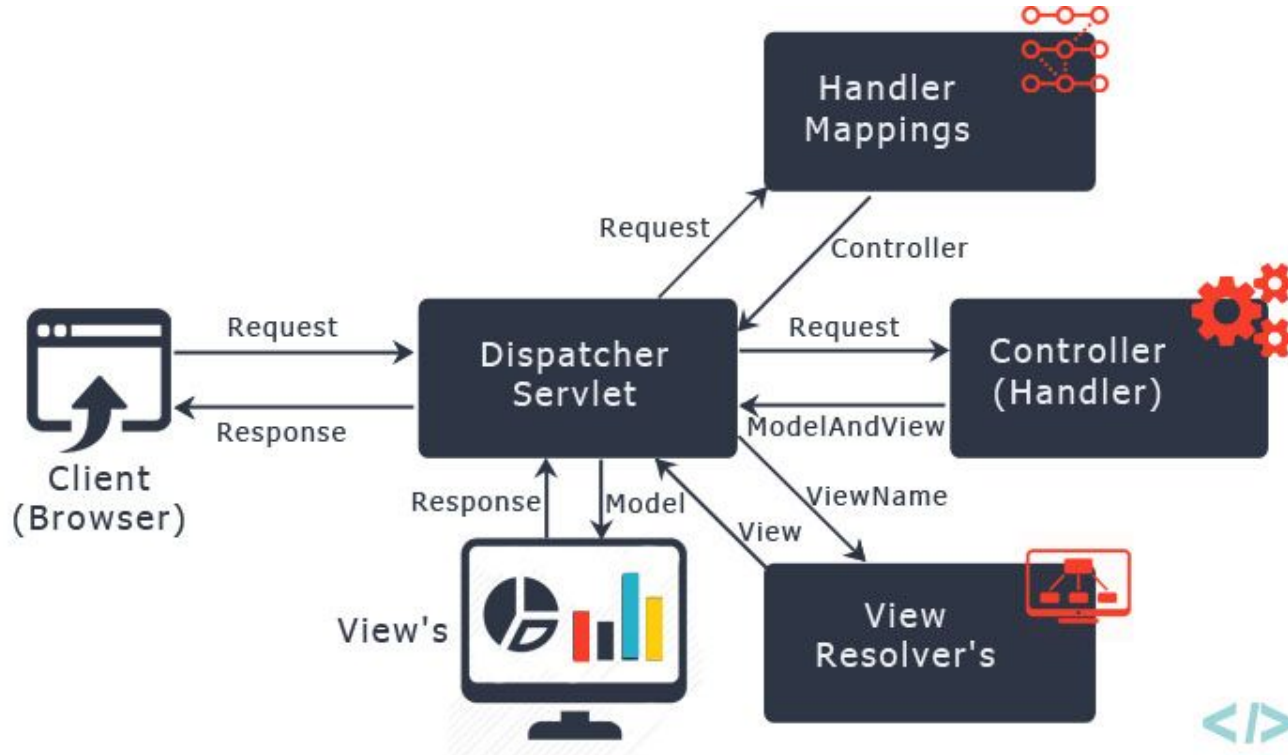 Handler
Mappings
Request
Controller
Request
Request
Dispatcher
Servlet
Controller
(Handler)
Response
ModelAndView
Client
(Browser)
Response
Model
ViewName
View
View's
View
Resolver's
</>